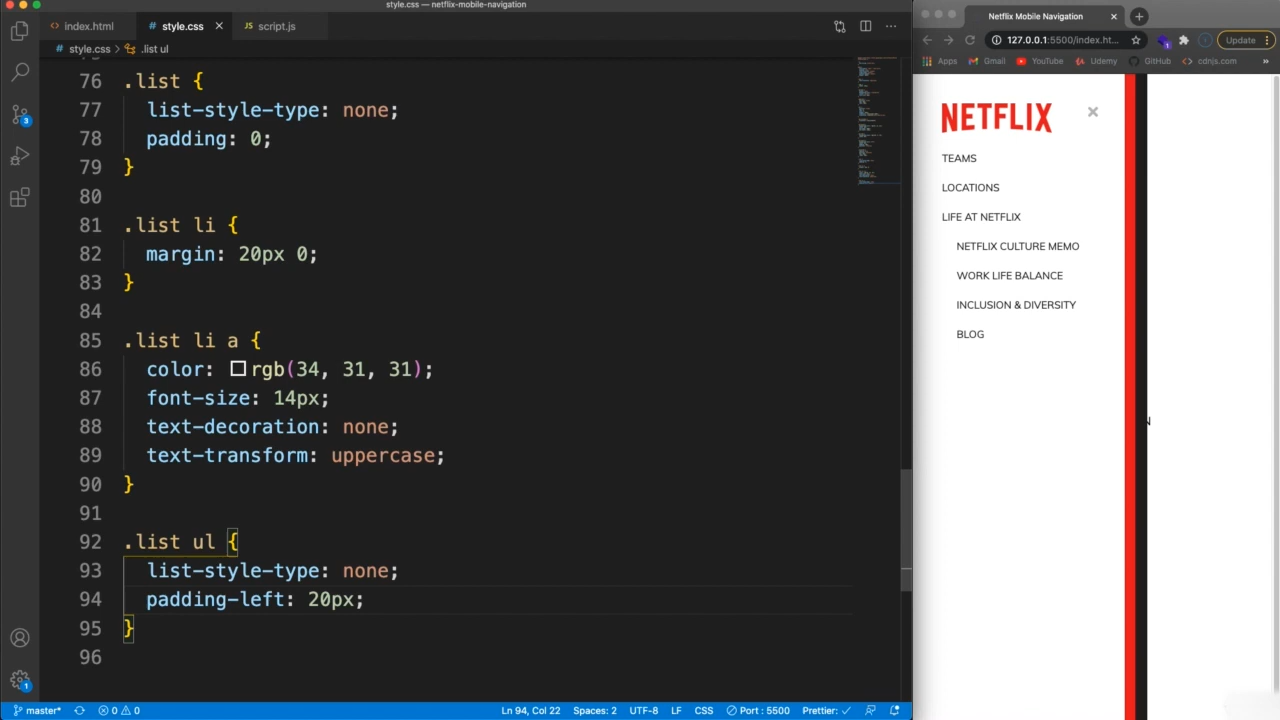 style.css — netflix-mobile-navigation
index.html
# style.css
JS script.js
# style.css > .list ul
76 .list {
77 list-style-type: none;
78 padding: 0;
79 }
80
81 .list li {
82 margin: 20px 0;
83 }
84
85 .list li a {
86 color: rgb(34, 31, 31);
87 font-size: 14px;
88 text-decoration: none;
89 text-transform: uppercase;
90 }
91
92 .list ul {
93 list-style-type: none;
94 padding-left: 20px;
95 }
96
3
1
master*
0 0
Ln 94, Col 22
Spaces: 2
UTF-8
LF
CSS
Port : 5500
Prettier:
Netflix Mobile Navigation
127.0.0.1:5500/index.ht...
1
Update
Apps
Gmail
YouTube
Udemy
GitHub
cdnjs.com
»
NETFLIX
TEAMS
LOCATIONS
LIFE AT NETFLIX
NETFLIX CULTURE MEMO
WORK LIFE BALANCE
INCLUSION & DIVERSITY
BLOG